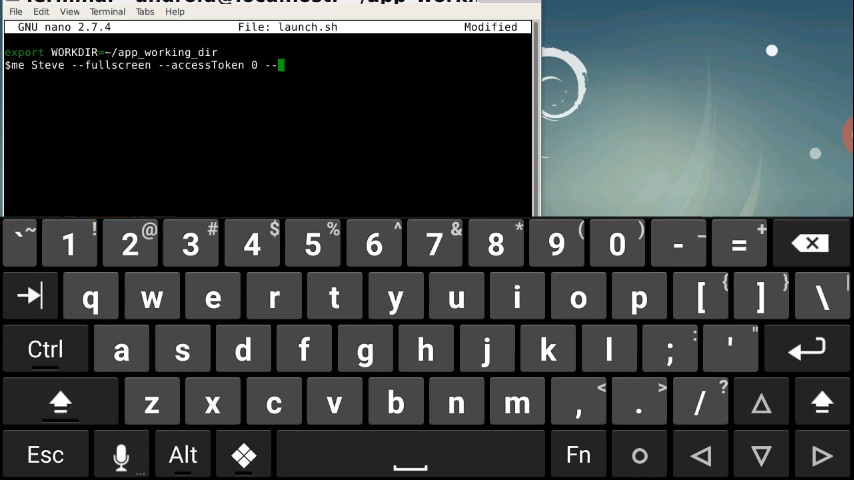 File Edit View Terminal Tabs Help
GNU nano 2.7.4 File: launch.sh Modified
export WORKDIR=~/app_working_dir
$me Steve --fullscreen --accessToken 0 --
` ~ 1 ! 2 @ 3 # 4 $ 5 % 6 ^ 7 & 8 * 9 ( 0 ) - _ = +
q w e r t y u i o p [ { ] } \ |
Ctrl a s d f g h j k l ; : ' "
z x c v b n m , < . > / ?
Esc ... Alt Fn